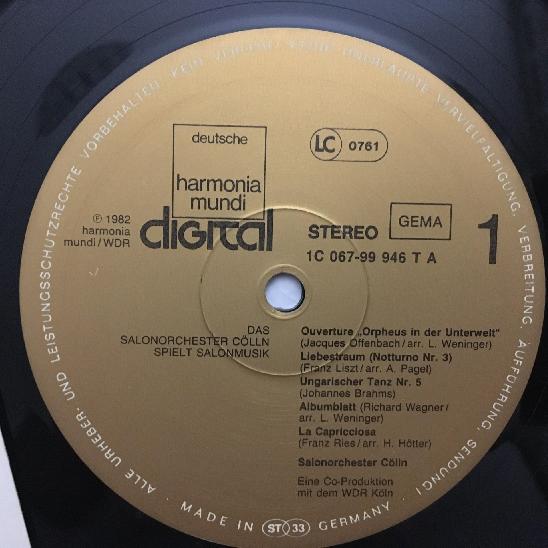 ALLE URHEBER- UND LEISTUNGSSCHUTZRECHTE VORBEHALTEN. KEIN VERLEIH! KEINE UNERLAUBTE VERVIELFÄLTIGUNG, VERBREITUNG, AUFFÜHRUNG, SENDUNG!
deutsche
harmonia
mundi
digital
LC 0761
℗ 1982
harmonia
mundi/WDR
STEREO GEMA 1
1C 067-99 946 T A
DAS
SALONORCHESTER CÖLLN
SPIELT SALONMUSIK
Ouverture „Orpheus in der Unterwelt"
(Jacques Offenbach/arr. L. Weninger)
Liebestraum (Notturno Nr. 3)
(Franz Liszt/arr. A. Pagel)
Ungarischer Tanz Nr. 5
(Johannes Brahms)
Albumblatt (Richard Wagner/
arr. L. Weninger)
La Capricciosa
(Franz Ries/arr. H. Hötter)
Salonorchester Cölln
Eine Co-Produktion
mit dem WDR Köln
MADE IN ST 33 GERMANY